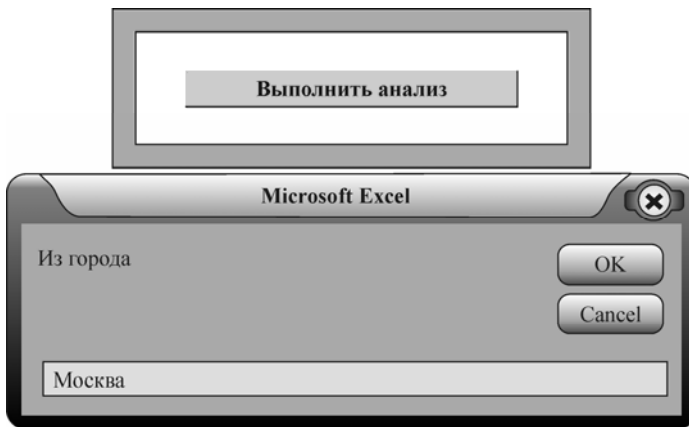 Выполнить анализ
Microsoft Excel
Из города
OK
Cancel
Москва